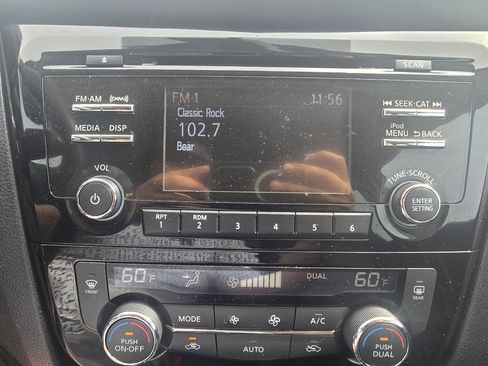 SCAN
FM·1 11:56
Classic Rock
102.7
Bear
FM·AM
MEDIA DISP
VOL
SEEK·CAT
iPod
MENU BACK
TUNE·SCROLL
ENTER
SETTING
RPT
1
RDM
2
3
4
5
6
60°F
DUAL
60°F
FRONT
REAR
MODE
A/C
PUSH
ON·OFF
AUTO
PUSH
DUAL